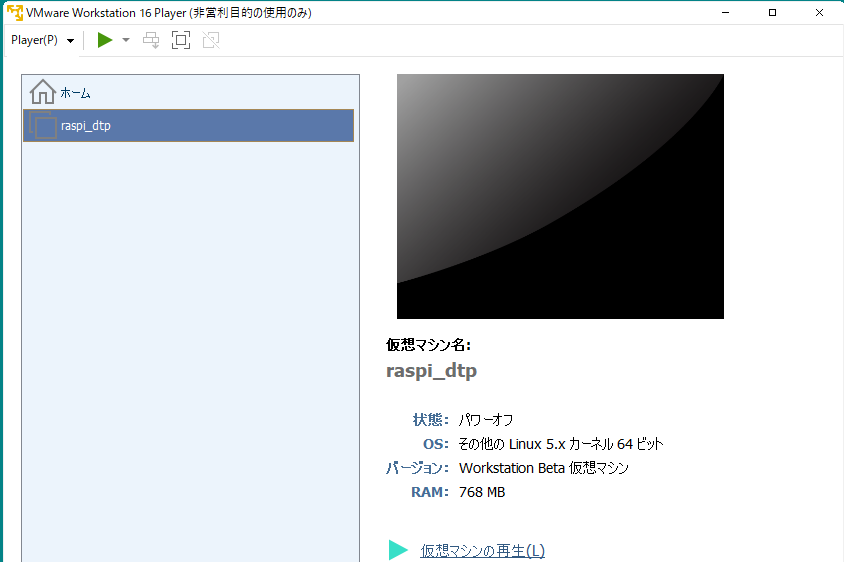 VMware Workstation 16 Player (非営利目的の使用のみ)
Player(P)
ホーム
raspi_dtp
仮想マシン名:
raspi_dtp
状態: パワーオフ
OS: その他の Linux 5.x カーネル 64 ビット
バージョン: Workstation Beta 仮想マシン
RAM: 768 MB
仮想マシンの再生(L)